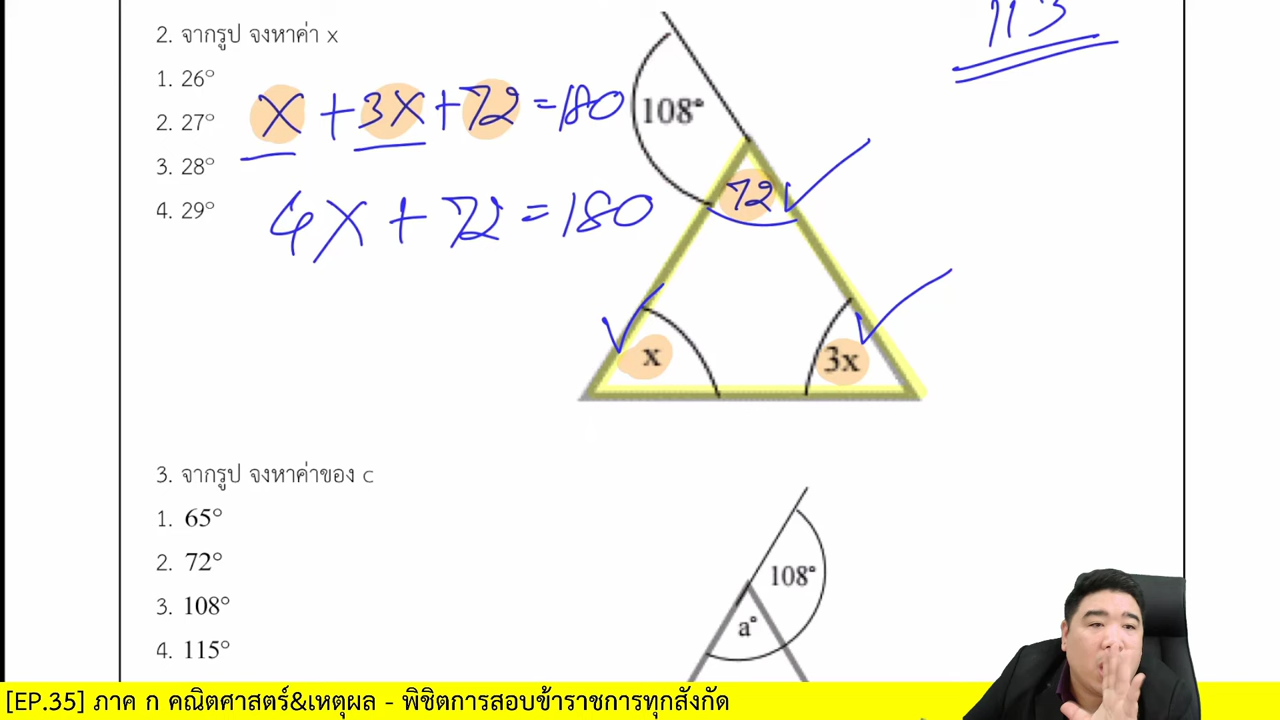 113
2. จากรูป จงหาค่า x
1. 26°
x + 3x + 72 = 180
108°
2. 27°
3. 28°
72
4. 29°
4x + 72 = 180
x
3x
3. จากรูป จงหาค่าของ c
1. 65°
2. 72°
108°
3. 108°
a°
4. 115°
[EP.35] ภาค ก คณิตศาสตร์&เหตุผล - พิชิตการสอบข้าราชการทุกสังกัด